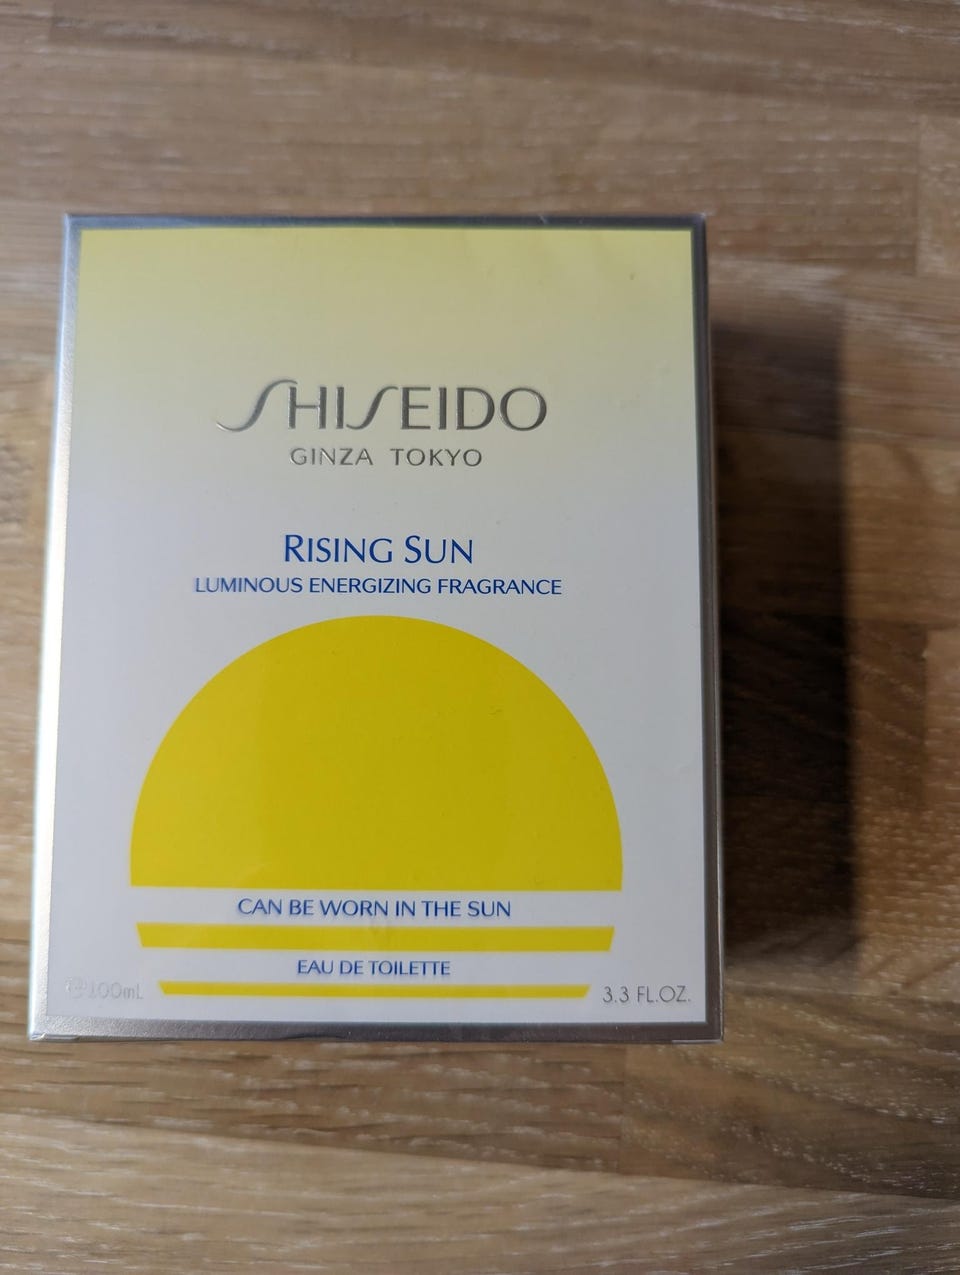 SHISEIDO
GINZA TOKYO
RISING SUN
LUMINOUS ENERGIZING FRAGRANCE
CAN BE WORN IN THE SUN
EAU DE TOILETTE
℮100mL
3.3 FL.OZ.